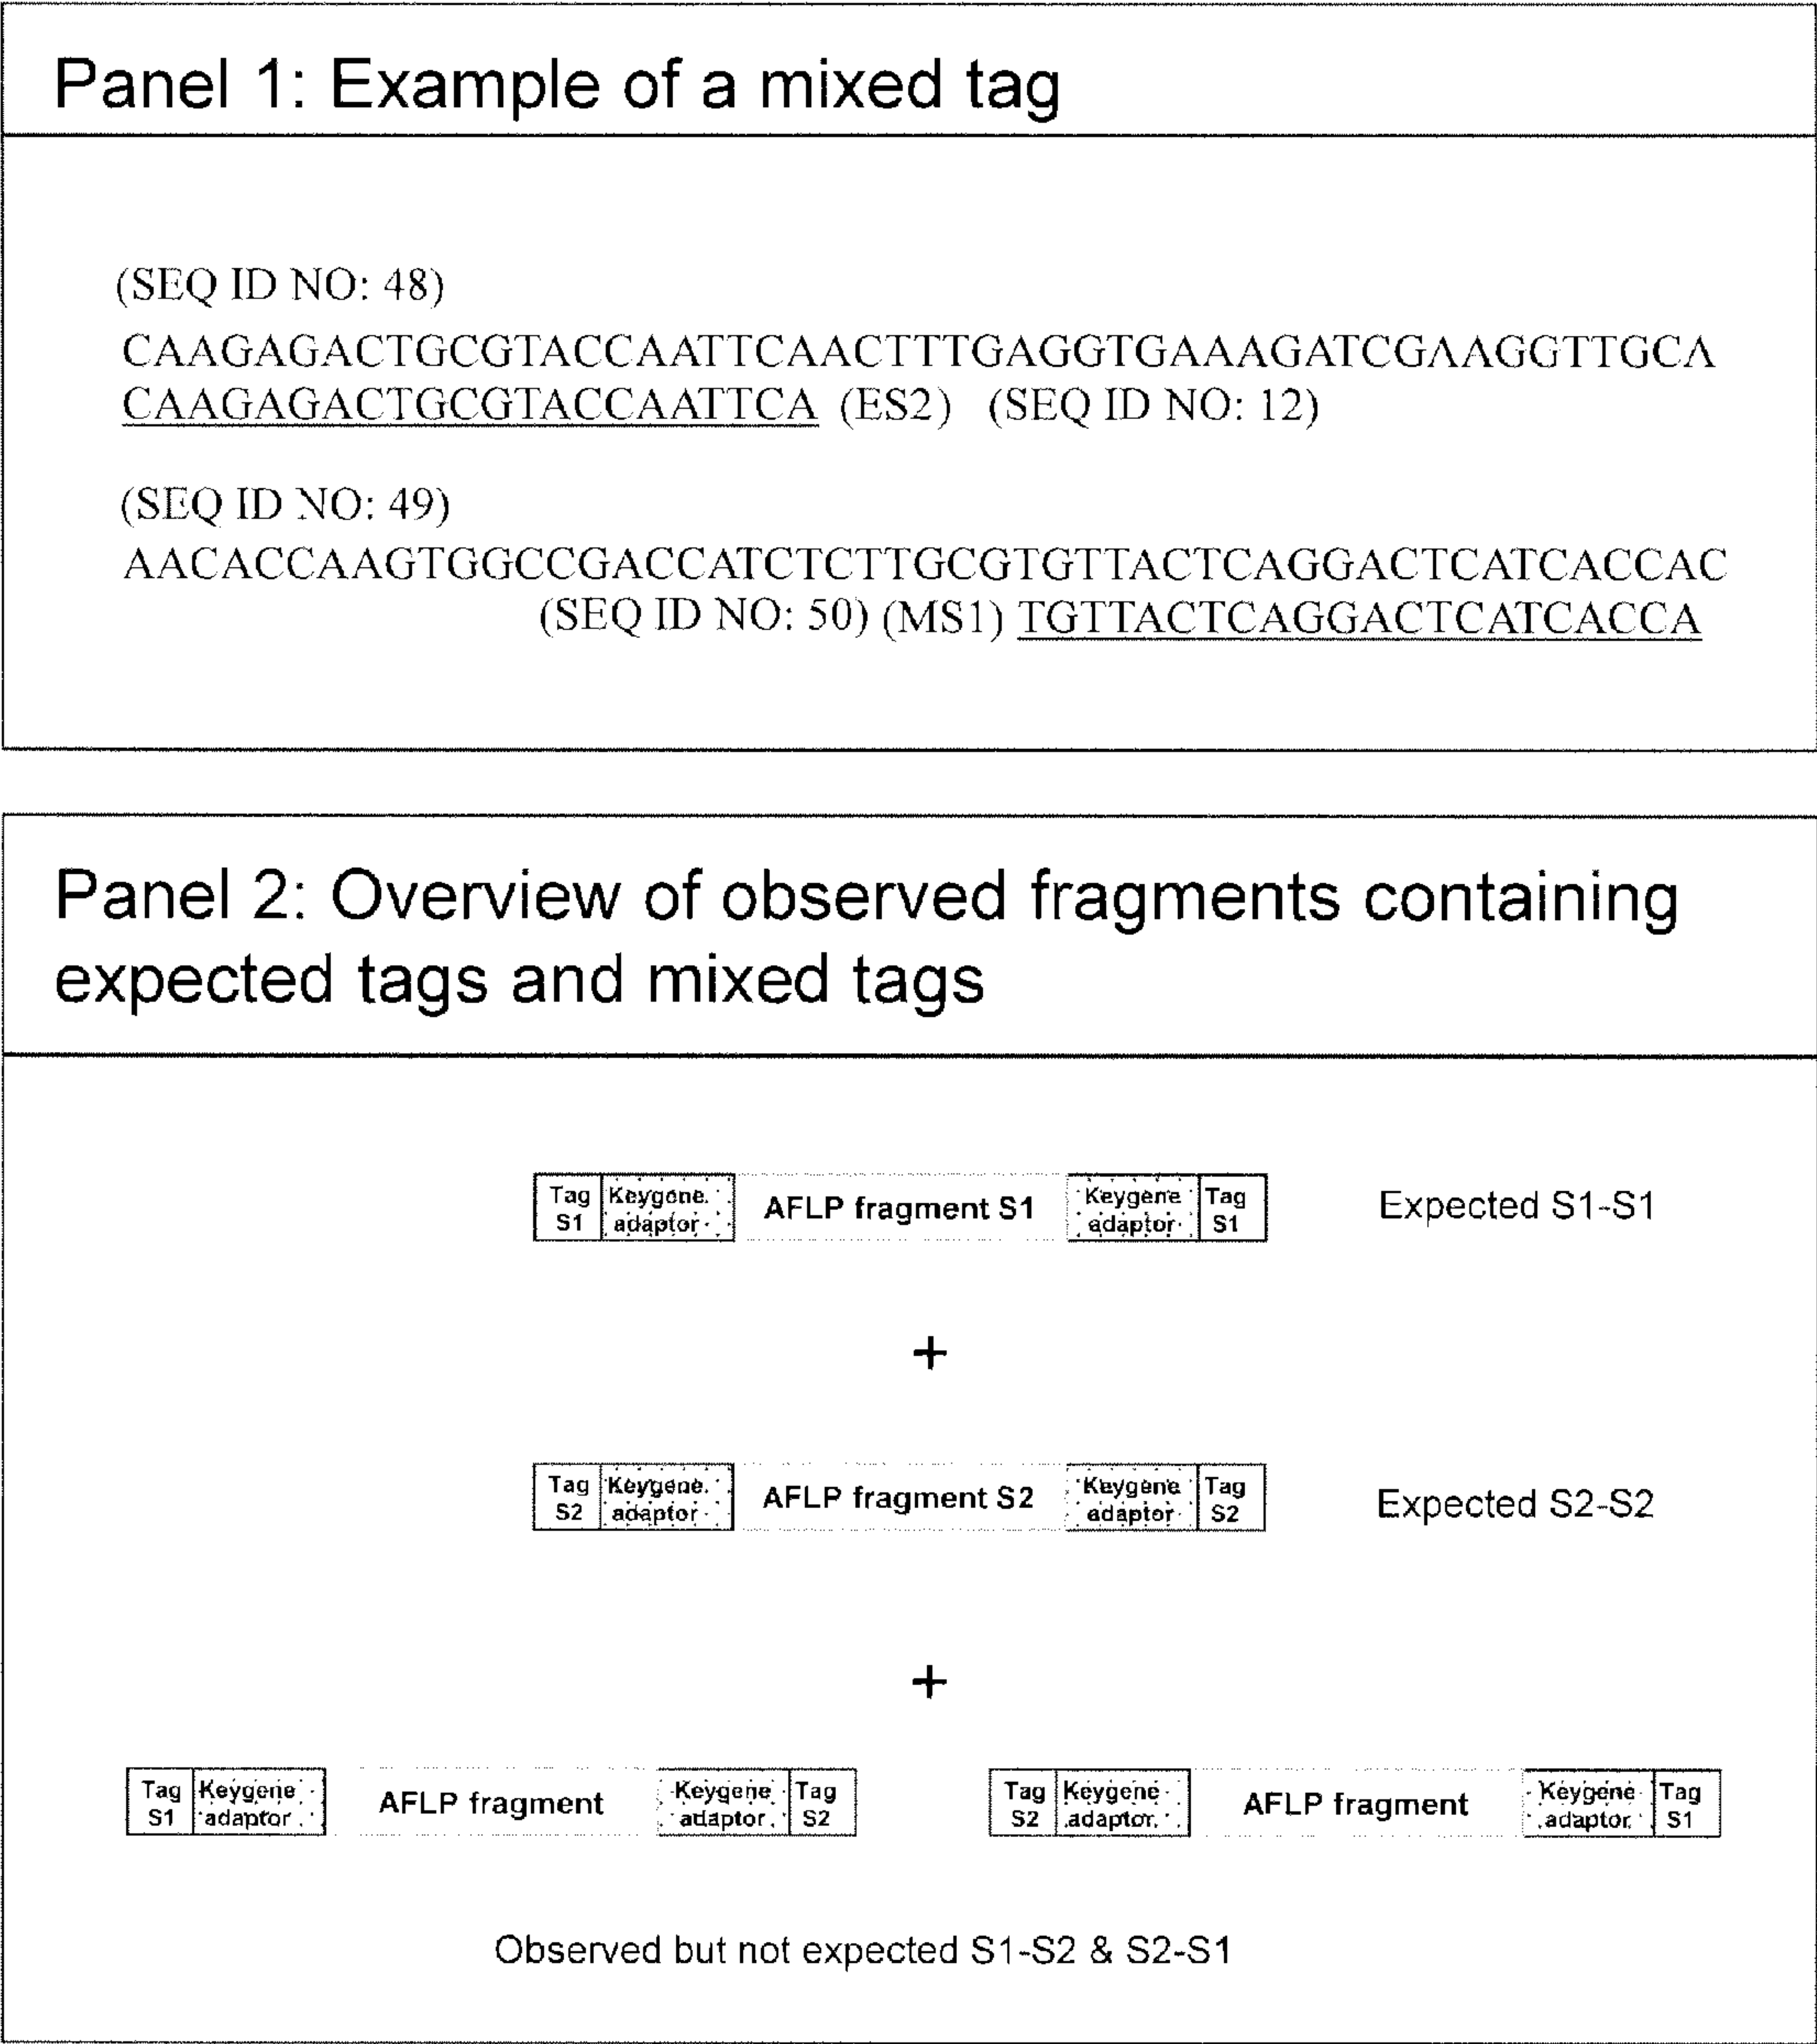 Panel 1: Example of a mixed tag
(SEQ ID NO: 48)
CAAGAGACTGCGTACCAATTCAACTTTGAGGTGAAAGATCGAAGGTTGCA
CAAGAGACTGCGTACCAATTCA (ES2) (SEQ ID NO: 12)
(SEQ ID NO: 49)
AACACCAAGTGGCCGACCATCTCTTGCGTGTTACTCAGGACTCATCACCAC
(SEQ ID NO: 50) (MS1) TGTTACTCAGGACTCATCACCA
Panel 2: Overview of observed fragments containing
expected tags and mixed tags
Tag S1 Keygene adaptor AFLP fragment S1 Keygene adaptor Tag S1 Expected S1-S1
+
Tag S2 Keygene adaptor AFLP fragment S2 Keygene adaptor Tag S2 Expected S2-S2
+
Tag S1 Keygene adaptor AFLP fragment Keygene adaptor Tag S2
Tag S2 Keygene adaptor AFLP fragment Keygene adaptor Tag S1
Observed but not expected S1-S2 & S2-S1